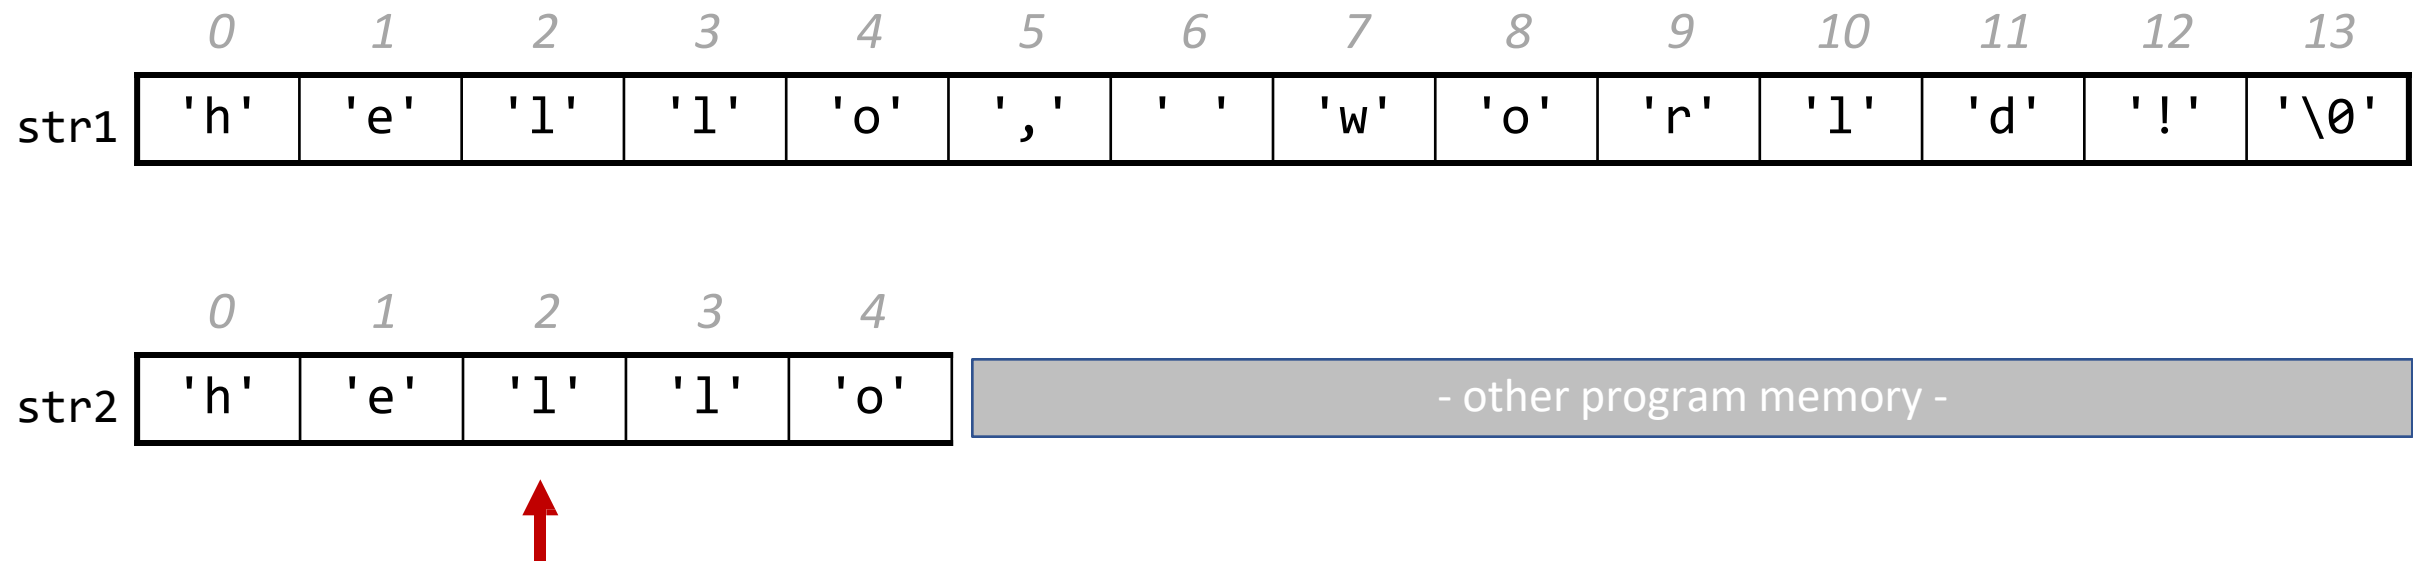 0 1 2 3 4 5 6 7 8 9 10 11 12 13
str1 'h' 'e' 'l' 'l' 'o' ',' ' ' 'w' 'o' 'r' 'l' 'd' '!' '\0'
0 1 2 3 4
str2 'h' 'e' 'l' 'l' 'o' - other program memory -